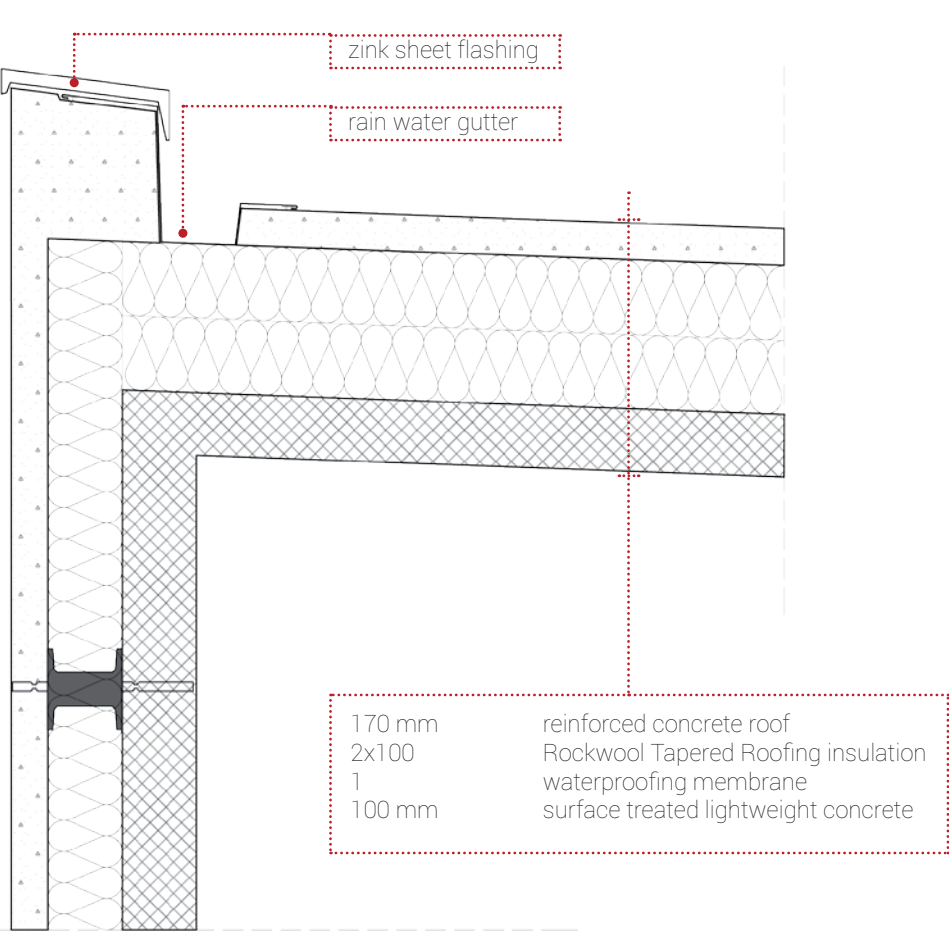 zink sheet flashing
rain water gutter
170 mm reinforced concrete roof
2x100 Rockwool Tapered Roofing insulation
1 waterproofing membrane
100 mm surface treated lightweight concrete